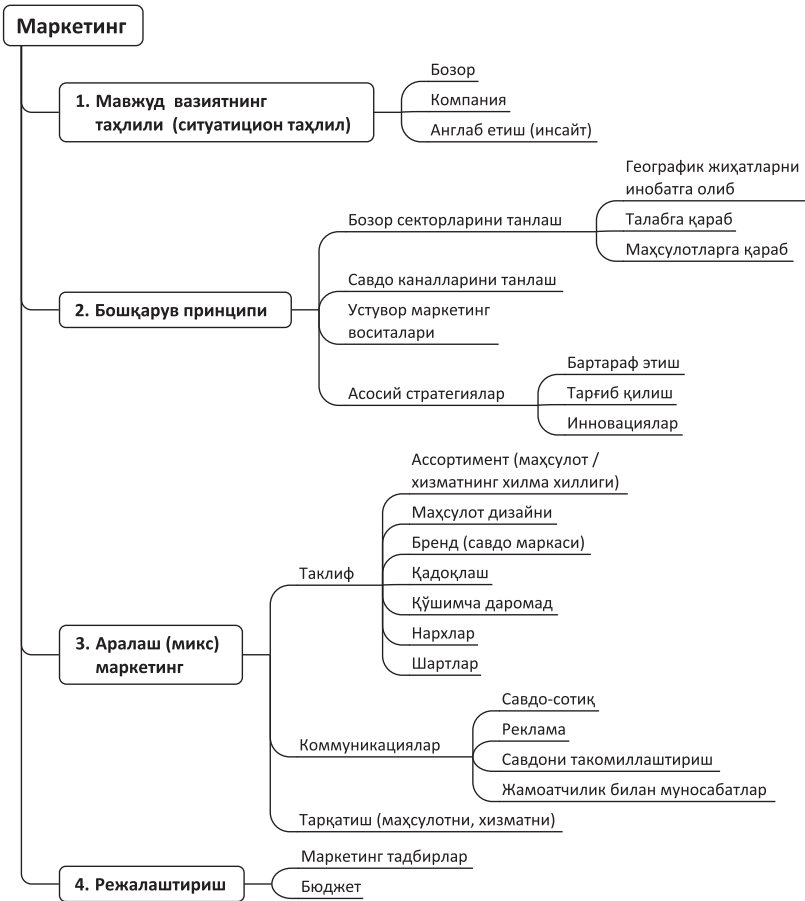 Маркетинг
1. Мавжуд вазиятнинг
таҳлили (ситуатицион таҳлил)
Бозор
Компания
Англаб етиш (инсайт)
2. Бошқарув принципи
Бозор секторларини танлаш
Географик жиҳатларни
инобатга олиб
Талабга қараб
Маҳсулотларга қараб
Савдо каналларини танлаш
Устувор маркетинг
воситалари
Асосий стратегиялар
Бартараф этиш
Тарғиб қилиш
Инновациялар
3. Аралаш (микс)
маркетинг
Таклиф
Ассортимент (маҳсулот /
хизматнинг хилма хиллиги)
Маҳсулот дизайни
Бренд (савдо маркаси)
Қадоқлаш
Қўшимча даромад
Нархлар
Шартлар
Коммуникациялар
Савдо-сотиқ
Реклама
Савдони такомиллаштириш
Жамоатчилик билан муносабатлар
Тарқатиш (маҳсулотни, хизматни)
4. Режалаштириш
Маркетинг тадбирлар
Бюджет